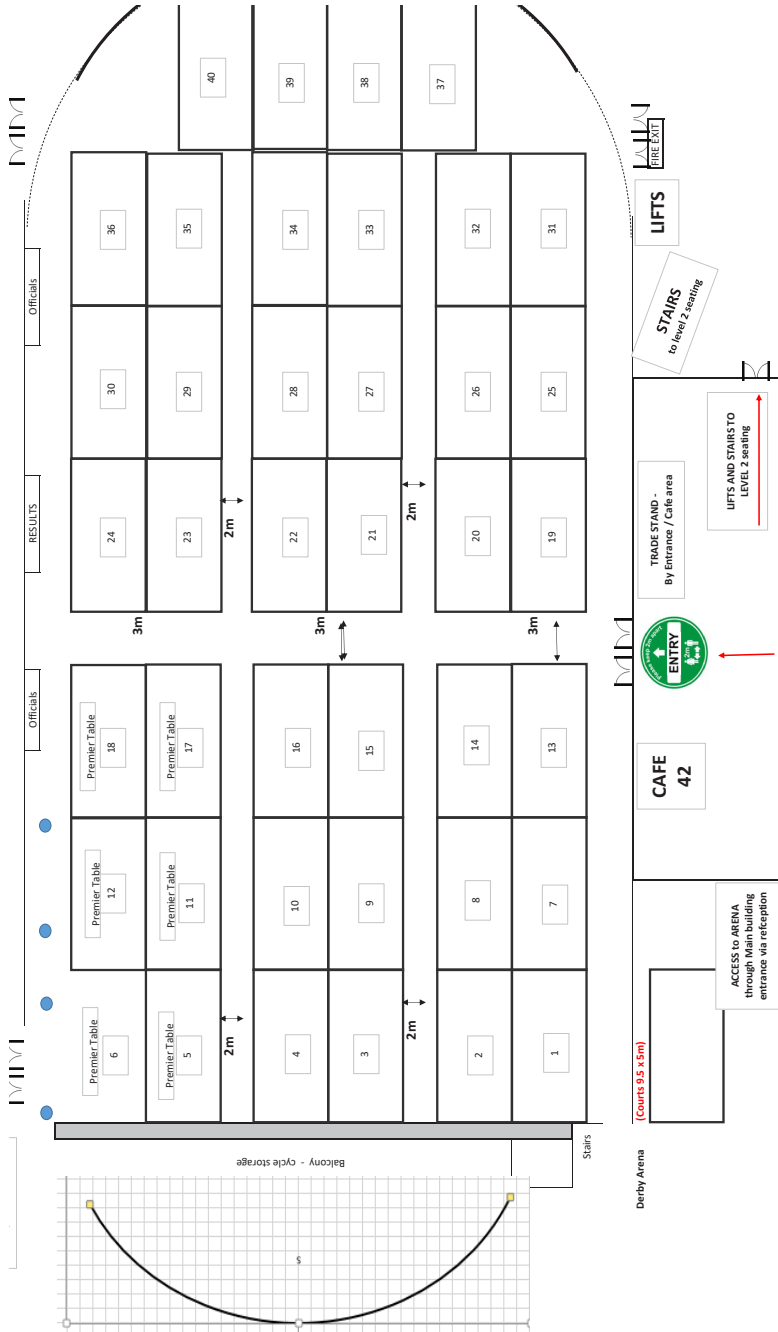 40
39
38
37
FIRE EXIT
36
35
34
33
32
31
LIFTS
Officials
STAIRS
to level 2 seating
30
29
28
27
26
25
LIFTS AND STAIRS TO
LEVEL 2 seating
RESULTS
24
23
2m
22
21
2m
20
19
TRADE STAND -
By Entrance / Cafe area
3m
3m
3m
Please keep 2m apart
ENTRY
2m
Officials
Premier Table
18
Premier Table
17
16
15
14
13
CAFE
42
Premier Table
12
Premier Table
11
10
9
8
7
ACCESS to ARENA
through Main building
entrance via refception
Premier Table
6
Premier Table
5
2m
4
3
2m
2
1
(Courts 9.5 x 5m)
Balcony - cycle storage
Stairs
Derby Arena